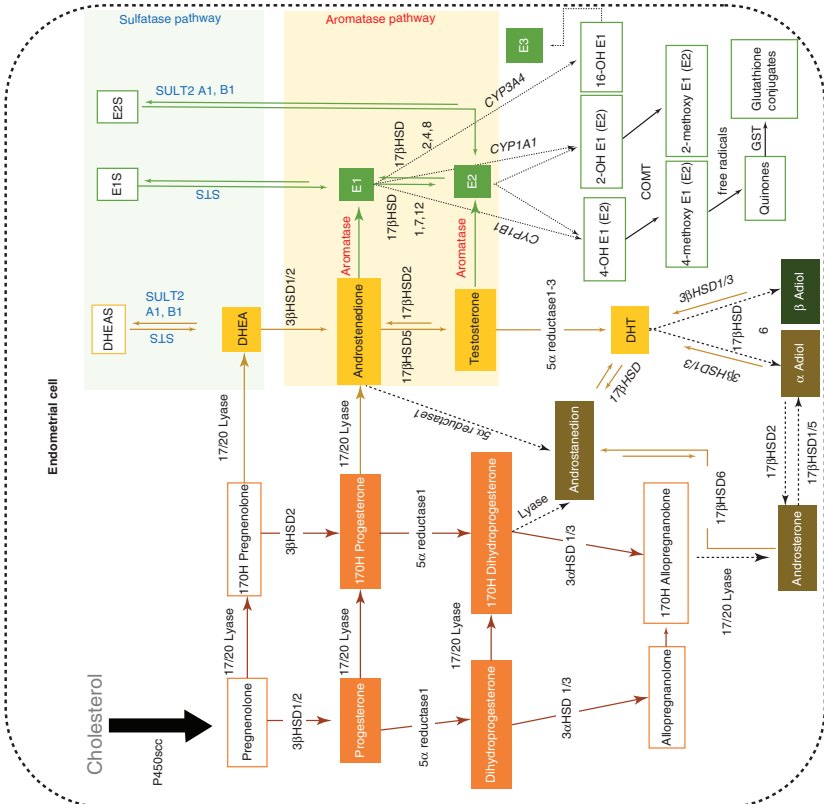 Endometrial cell
Cholesterol
P450scc
Sulfatase pathway
Aromatase pathway
Pregnenolone
17/20 Lyase
170H Pregnenolone
17/20 Lyase
DHEA
STS
SULT2
A1, B1
DHEAS
E1S
STS
E2S
SULT2 A1, B1
3βHSD1/2
3βHSD2
3βHSD1/2
Progesterone
17/20 Lyase
170H Progesterone
17/20 Lyase
Androstenedione
Aromatase
E1
17βHSD5
17βHSD2
17βHSD
1,7,12
17βHSD
2,4,8
5α reductase1
5α reductase1
5α reductase1
Testosterone
Aromatase
E2
CYP1B1
CYP1A1
CYP3A4
E3
Dihydroprogesterone
17/20 Lyase
170H Dihydroprogesterone
Lyase
Androstanedion
17βHSD
5α reductase1-3
DHT
3αHSD 1/3
3αHSD 1/3
Allopregnanolone
170H Allopregnanolone
17/20 Lyase
17βHSD6
Androsterone
17βHSD2
17βHSD1/5
3βHSD1/3
17βHSD
6
3βHSD1/3
α Adiol
β Adiol
4-OH E1 (E2)
2-OH E1 (E2)
16-OH E1
COMT
4-methoxy E1 (E2)
2-methoxy E1 (E2)
free radicals
Quinones
GST
Glutathione
conjugates